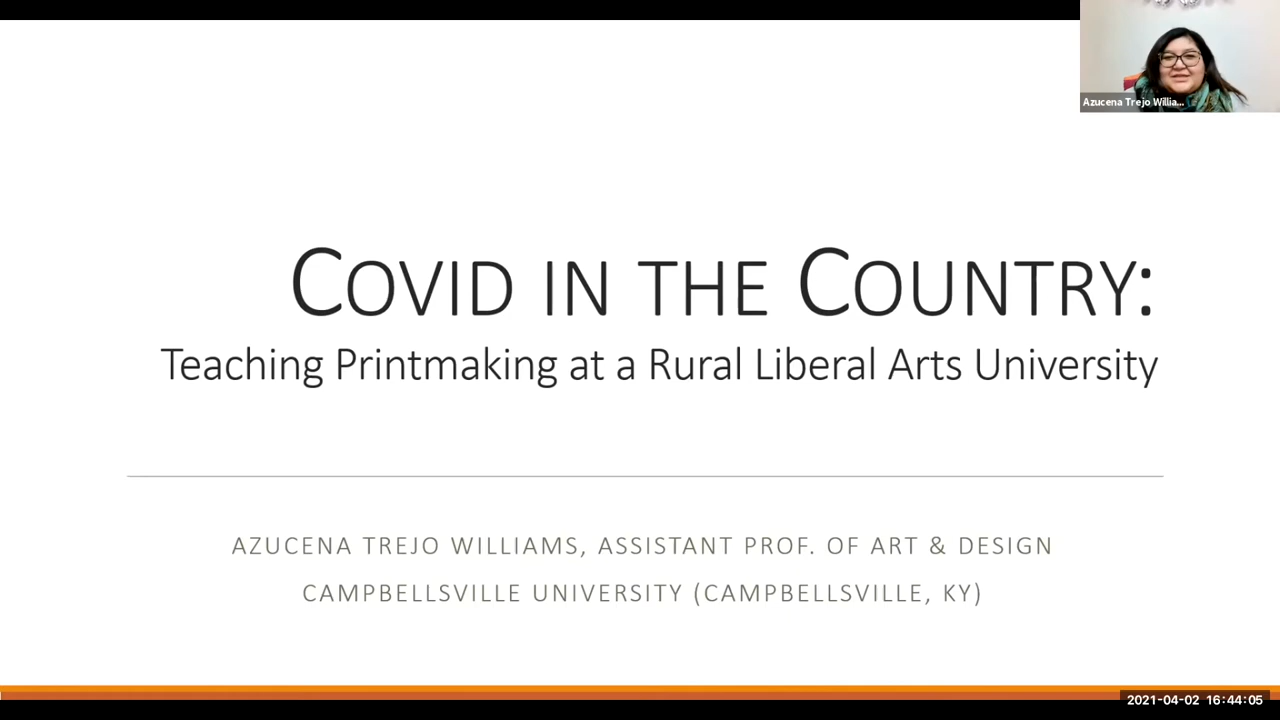 Azucena Trejo Willia...
COVID IN THE COUNTRY:
Teaching Printmaking at a Rural Liberal Arts University
AZUCENA TREJO WILLIAMS, ASSISTANT PROF. OF ART & DESIGN
CAMPBELLSVILLE UNIVERSITY (CAMPBELLSVILLE, KY)
2021-04-02 16:44:05